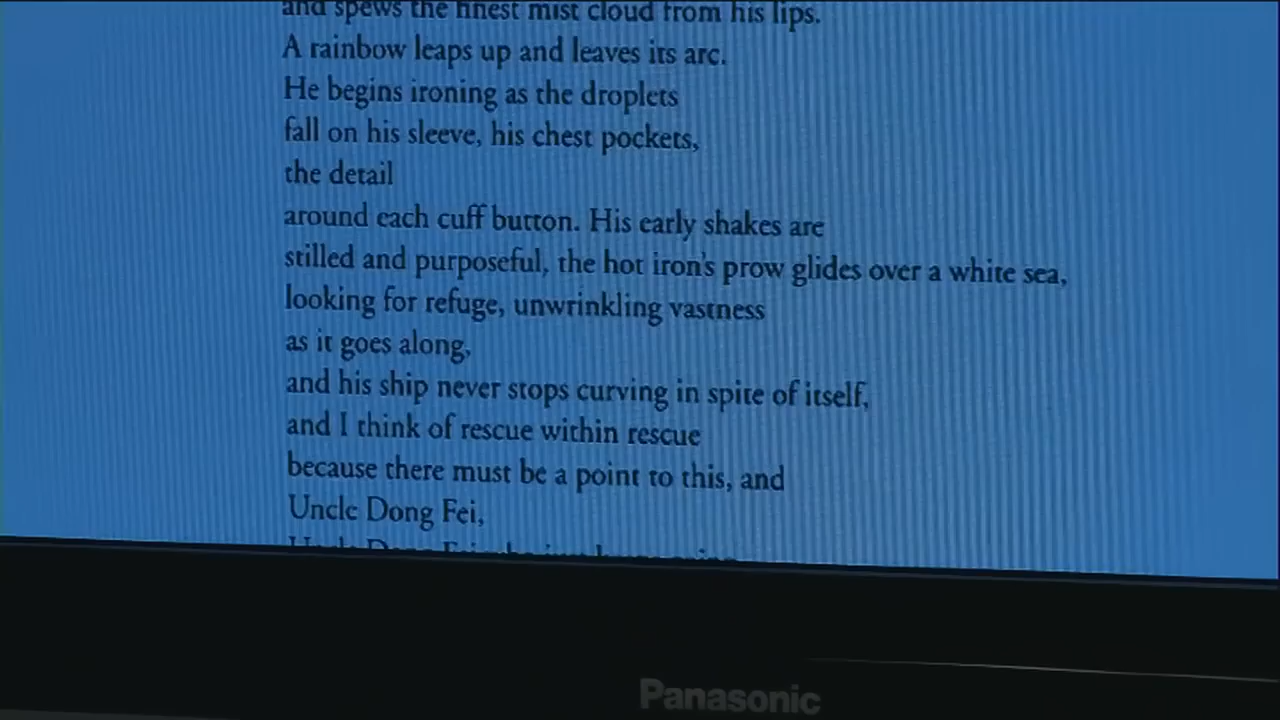 and spews the finest mist cloud from his lips.
A rainbow leaps up and leaves its arc.
He begins ironing as the droplets
fall on his sleeve, his chest pockets,
the detail
around each cuff button. His early shakes are
stilled and purposeful, the hot iron's prow glides over a white sea,
looking for refuge, unwrinkling vastness
as it goes along,
and his ship never stops curving in spite of itself,
and I think of rescue within rescue
because there must be a point to this, and
Uncle Dong Fei,
Uncle Dong Fei
Panasonic